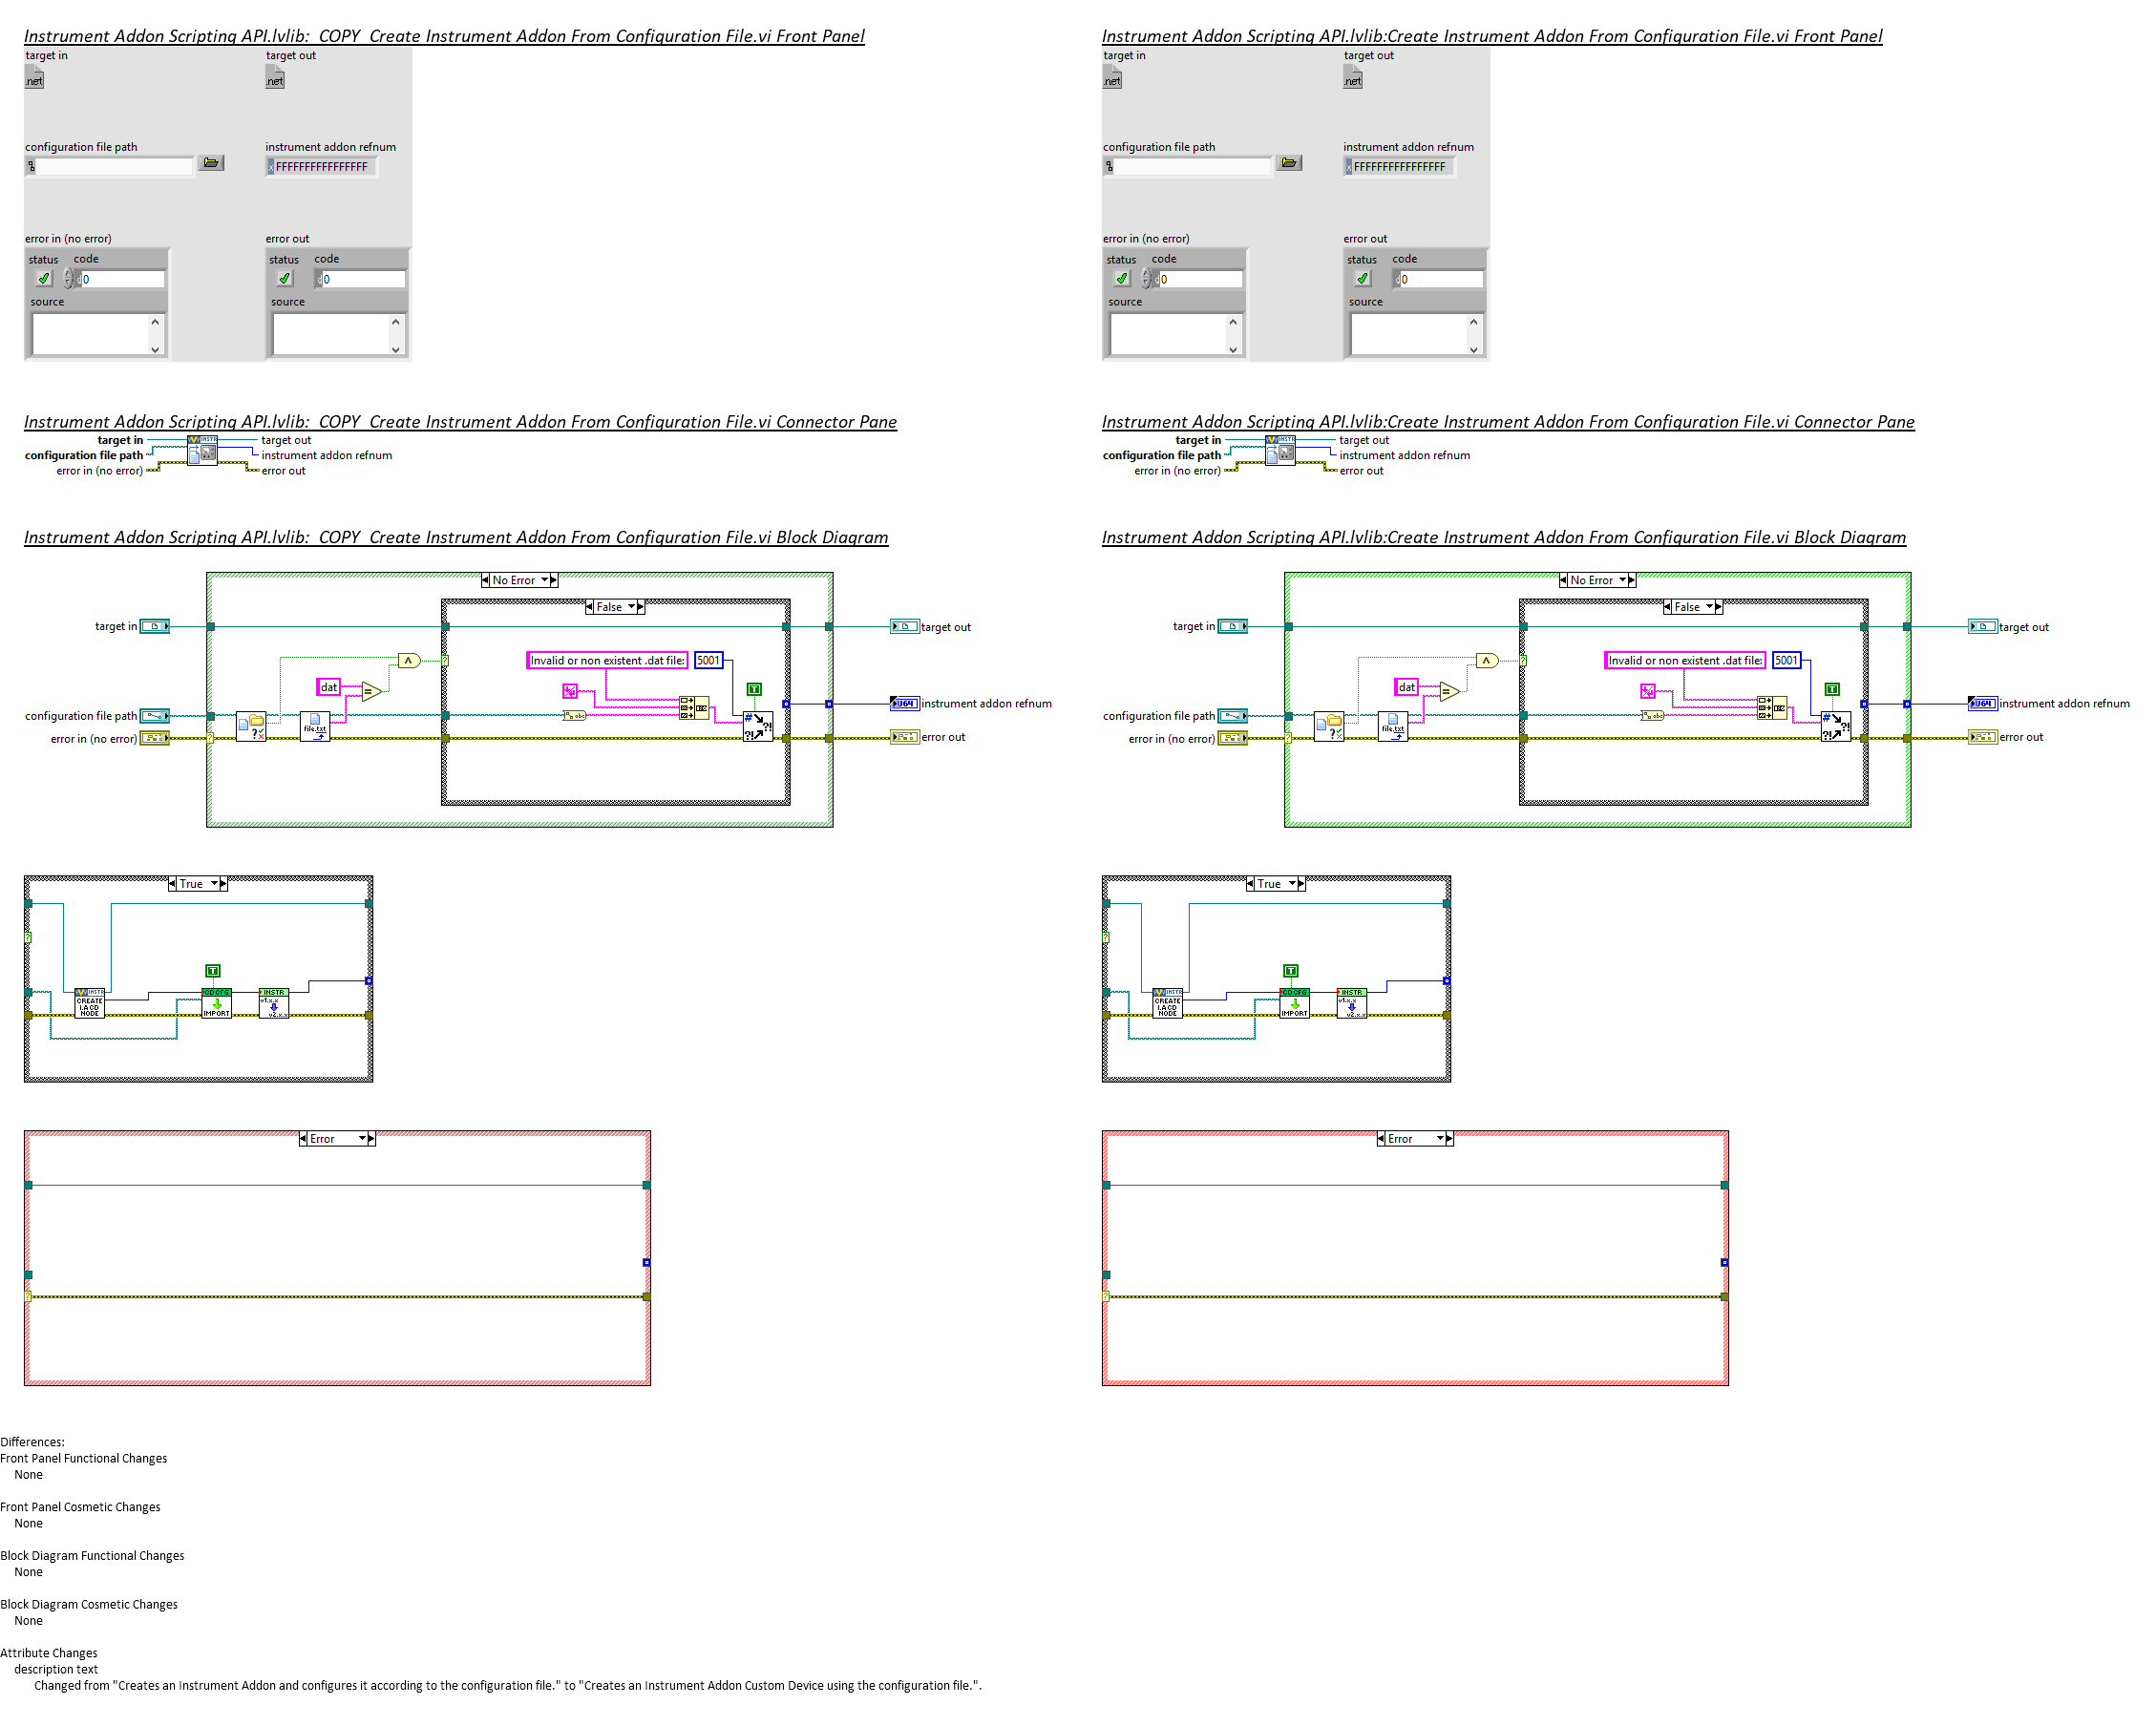 Instrument Addon Scripting API.lvlib:_COPY_Create Instrument Addon From Configuration File.vi Front Panel
target in
target out
.net
.net
configuration file path
instrument addon refnum
x FFFFFFFFFFFFFFFF
error in (no error)
error out
status code
status code
d 0
d 0
source
source
Instrument Addon Scripting API.lvlib:Create Instrument Addon From Configuration File.vi Front Panel
target in
target out
.net
.net
configuration file path
instrument addon refnum
x FFFFFFFFFFFFFFFF
error in (no error)
error out
status code
status code
d 0
d 0
source
source
Instrument Addon Scripting API.lvlib:_COPY_Create Instrument Addon From Configuration File.vi Connector Pane
target in
configuration file path
error in (no error)
INSTR
target out
instrument addon refnum
error out
Instrument Addon Scripting API.lvlib:Create Instrument Addon From Configuration File.vi Connector Pane
target in
configuration file path
error in (no error)
INSTR
target out
instrument addon refnum
error out
Instrument Addon Scripting API.lvlib:_COPY_Create Instrument Addon From Configuration File.vi Block Diagram
No Error
False
target in
target out
Invalid or non existent .dat file:
5001
dat
=
T
U64
instrument addon refnum
configuration file path
file.txt
error in (no error)
error out
Instrument Addon Scripting API.lvlib:Create Instrument Addon From Configuration File.vi Block Diagram
No Error
False
target in
target out
Invalid or non existent .dat file:
5001
dat
=
T
U64
instrument addon refnum
configuration file path
file.txt
error in (no error)
error out
True
T
INSTR
CREATE
I.A CD
NODE
CD CFG
IMPORT
INSTR
v1.x.x
v2.x.x
True
T
INSTR
CREATE
I.A CD
NODE
CD CFG
IMPORT
INSTR
v1.x.x
v2.x.x
Error
Error
Differences:
Front Panel Functional Changes
None
Front Panel Cosmetic Changes
None
Block Diagram Functional Changes
None
Block Diagram Cosmetic Changes
None
Attribute Changes
description text
Changed from "Creates an Instrument Addon and configures it according to the configuration file." to "Creates an Instrument Addon Custom Device using the configuration file.".